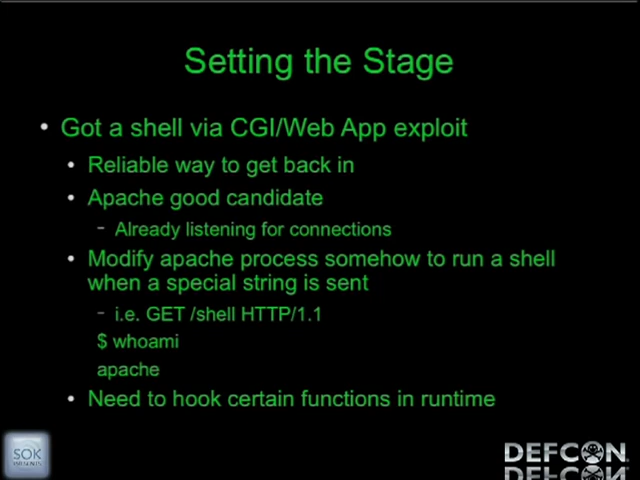 Setting the Stage
• Got a shell via CGI/Web App exploit
• Reliable way to get back in
• Apache good candidate
- Already listening for connections
• Modify apache process somehow to run a shell
when a special string is sent
- i.e. GET /shell HTTP/1.1
$ whoami
apache
• Need to hook certain functions in runtime
SOK
PRESENTS
DEFCON